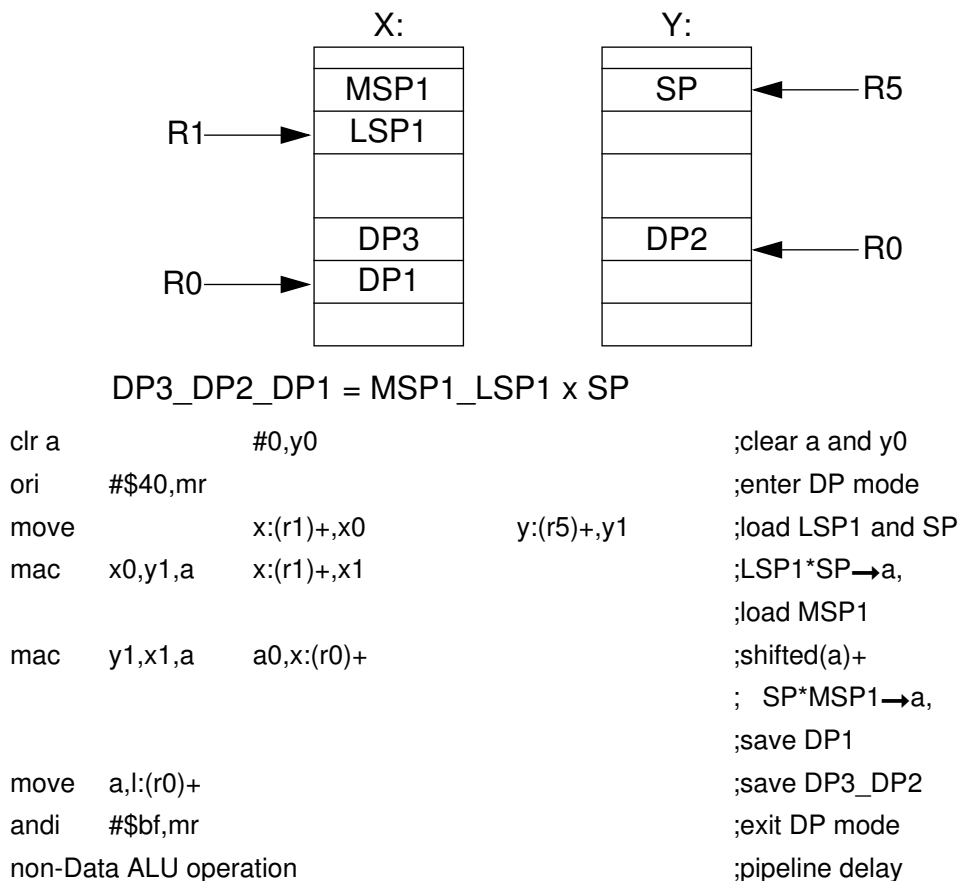 X: Y:
MSP1 SP R5
R1 LSP1
DP3 DP2 R0
R0 DP1
DP3_DP2_DP1 = MSP1_LSP1 x SP
clr a #0,y0 ;clear a and y0
ori #$40,mr ;enter DP mode
move x:(r1)+,x0 y:(r5)+,y1 ;load LSP1 and SP
mac x0,y1,a x:(r1)+,x1 ;LSP1*SP→a,
;load MSP1
mac y1,x1,a a0,x:(r0)+ ;shifted(a)+
; SP*MSP1→a,
;save DP1
move a,l:(r0)+ ;save DP3_DP2
andi #$bf,mr ;exit DP mode
non-Data ALU operation ;pipeline delay